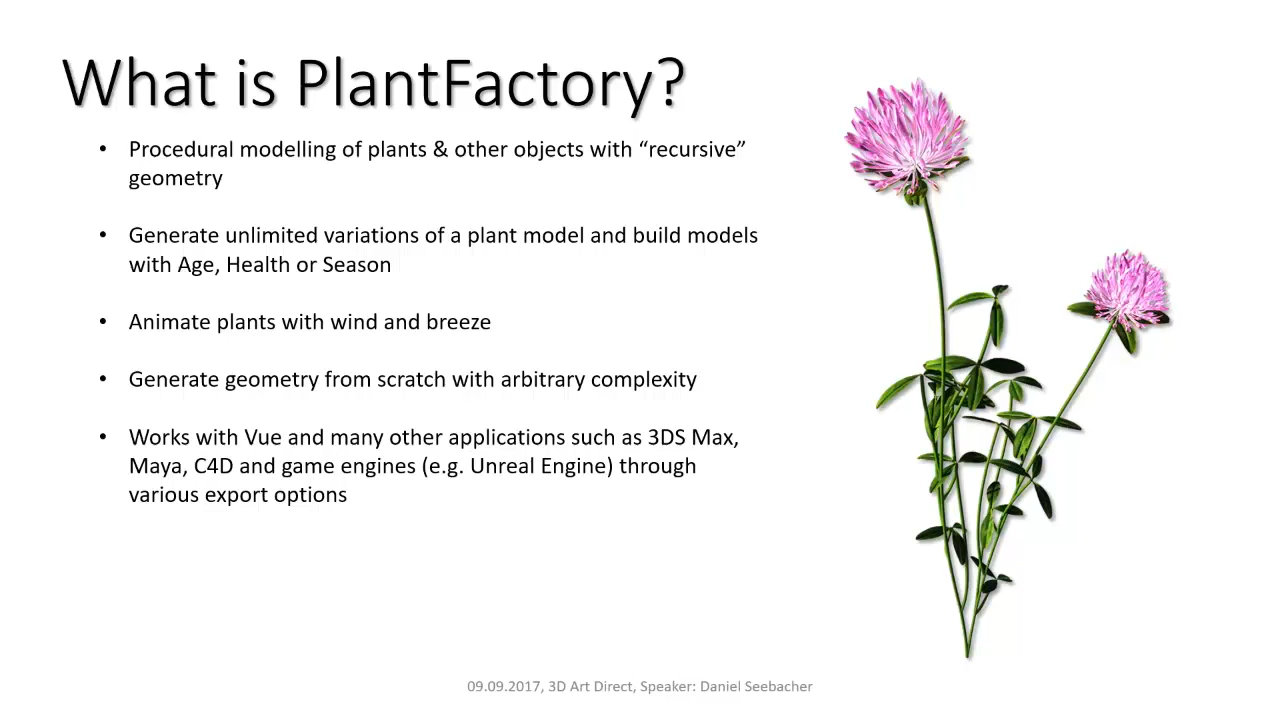 What is PlantFactory?
• Procedural modelling of plants & other objects with “recursive”
geometry
• Generate unlimited variations of a plant model and build models
with Age, Health or Season
• Animate plants with wind and breeze
• Generate geometry from scratch with arbitrary complexity
• Works with Vue and many other applications such as 3DS Max,
Maya, C4D and game engines (e.g. Unreal Engine) through
various export options
09.09.2017, 3D Art Direct, Speaker: Daniel Seebacher